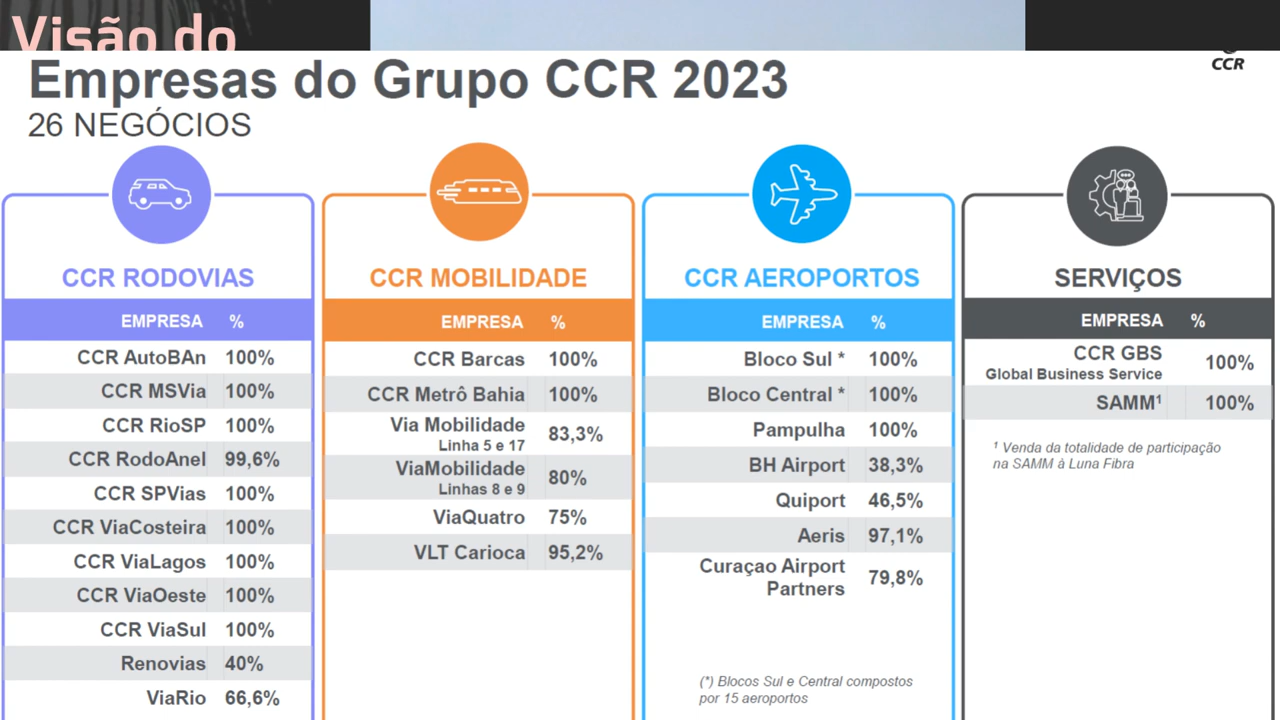 Visão do
CCR
Empresas do Grupo CCR 2023
26 NEGÓCIOS
CCR RODOVIAS
EMPRESA %
CCR AutoBAn 100%
CCR MSVia 100%
CCR RioSP 100%
CCR RodoAnel 99,6%
CCR SPVias 100%
CCR ViaCosteira 100%
CCR ViaLagos 100%
CCR ViaOeste 100%
CCR ViaSul 100%
Renovias 40%
ViaRio 66,6%
CCR MOBILIDADE
EMPRESA %
CCR Barcas 100%
CCR Metrô Bahia 100%
Via Mobilidade 83,3%
Linha 5 e 17
ViaMobilidade 80%
Linhas 8 e 9
ViaQuatro 75%
VLT Carioca 95,2%
CCR AEROPORTOS
EMPRESA %
Bloco Sul * 100%
Bloco Central * 100%
Pampulha 100%
BH Airport 38,3%
Quiport 46,5%
Aeris 97,1%
Curaçao Airport
Partners 79,8%
(*) Blocos Sul e Central compostos
por 15 aeroportos
SERVIÇOS
EMPRESA %
CCR GBS 100%
Global Business Service
SAMM¹ 100%
¹ Venda da totalidade de participação
na SAMM à Luna Fibra